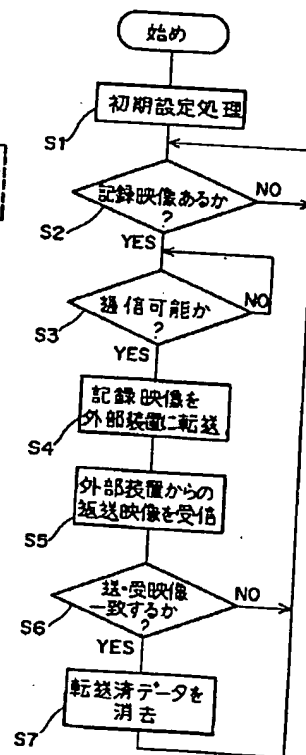 始め
初期設定処理
S1
記録映像あるか
?
NO
S2
YES
通信可能か
?
NO
S3
YES
記録映像を
外部装置に転送
S4
外部装置からの
返送映像を受信
S5
送・受映像
一致するか
?
NO
S6
YES
転送済データを
消去
S7